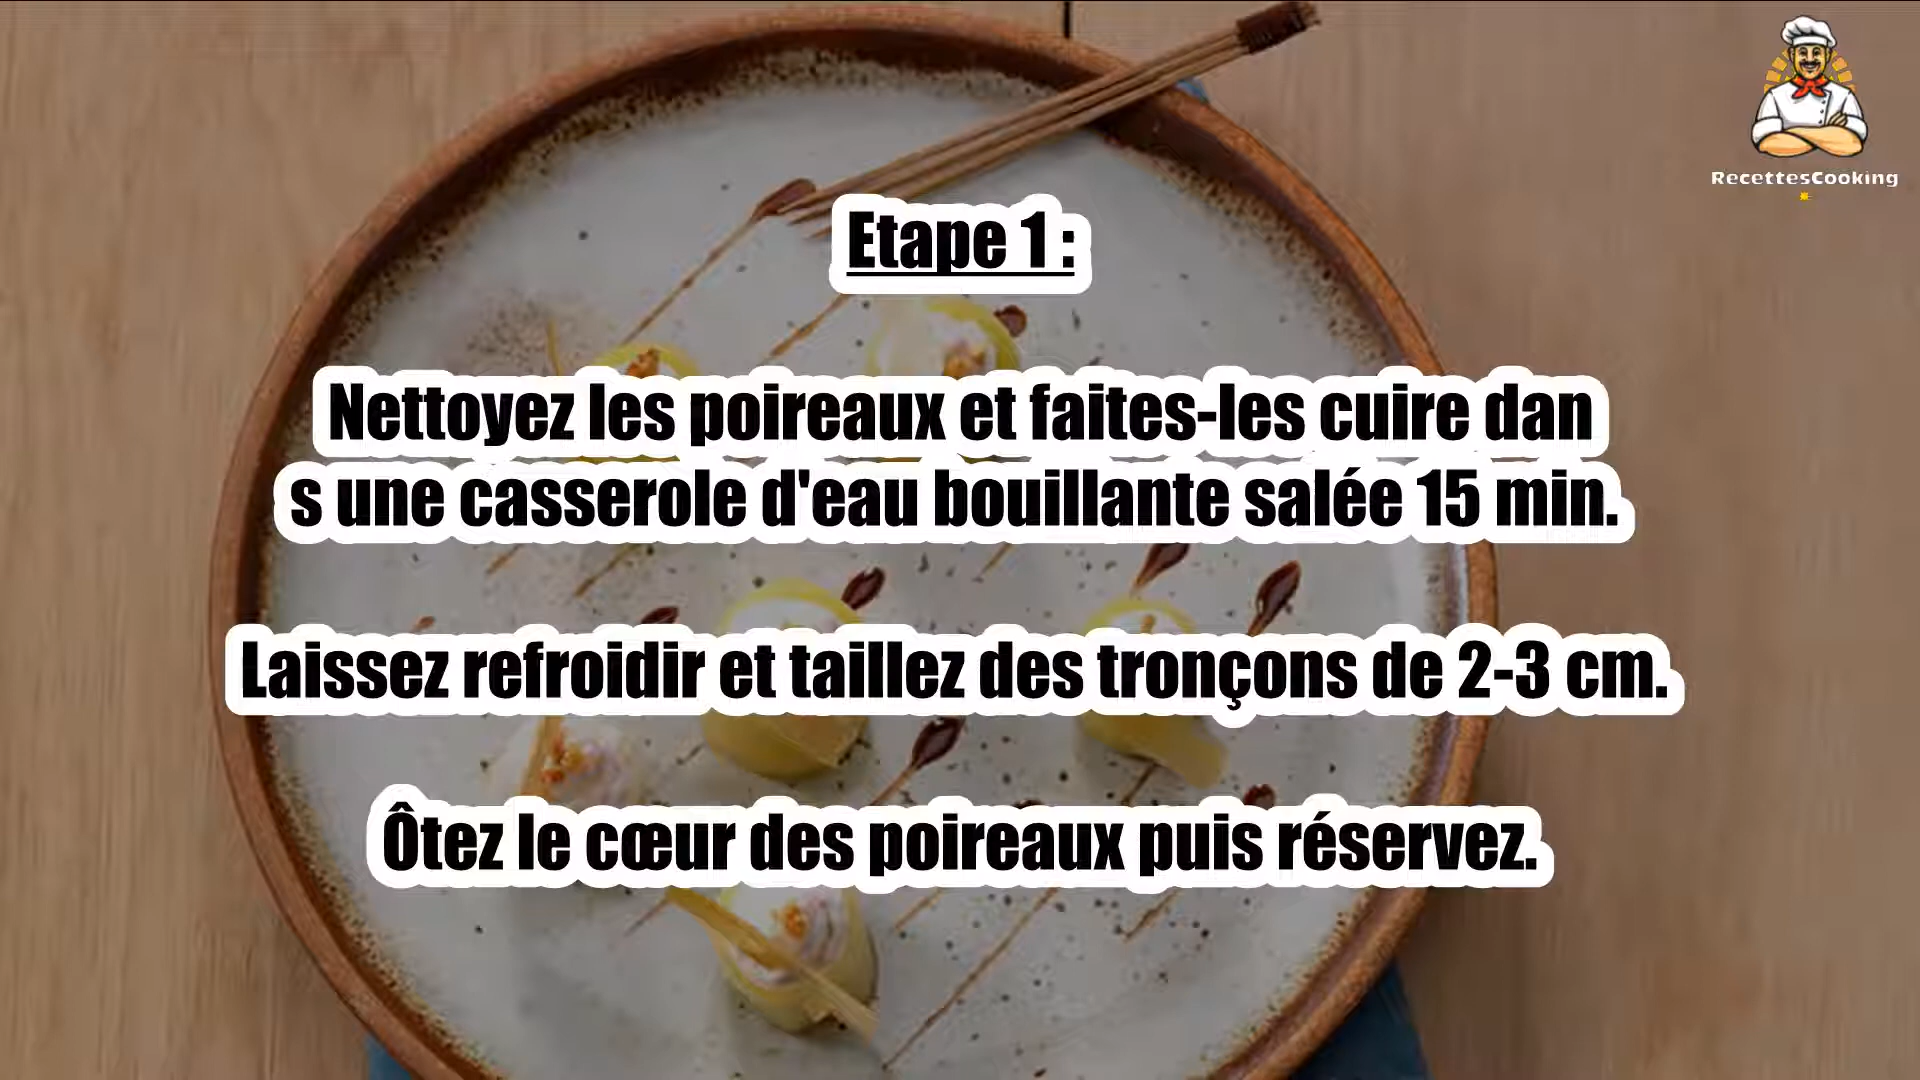 RecettesCooking
Etape 1 :
Nettoyez les poireaux et faites-les cuire dan
s une casserole d'eau bouillante salée 15 min.
Laissez refroidir et taillez des tronçons de 2-3 cm.
Ôtez le cœur des poireaux puis réservez.